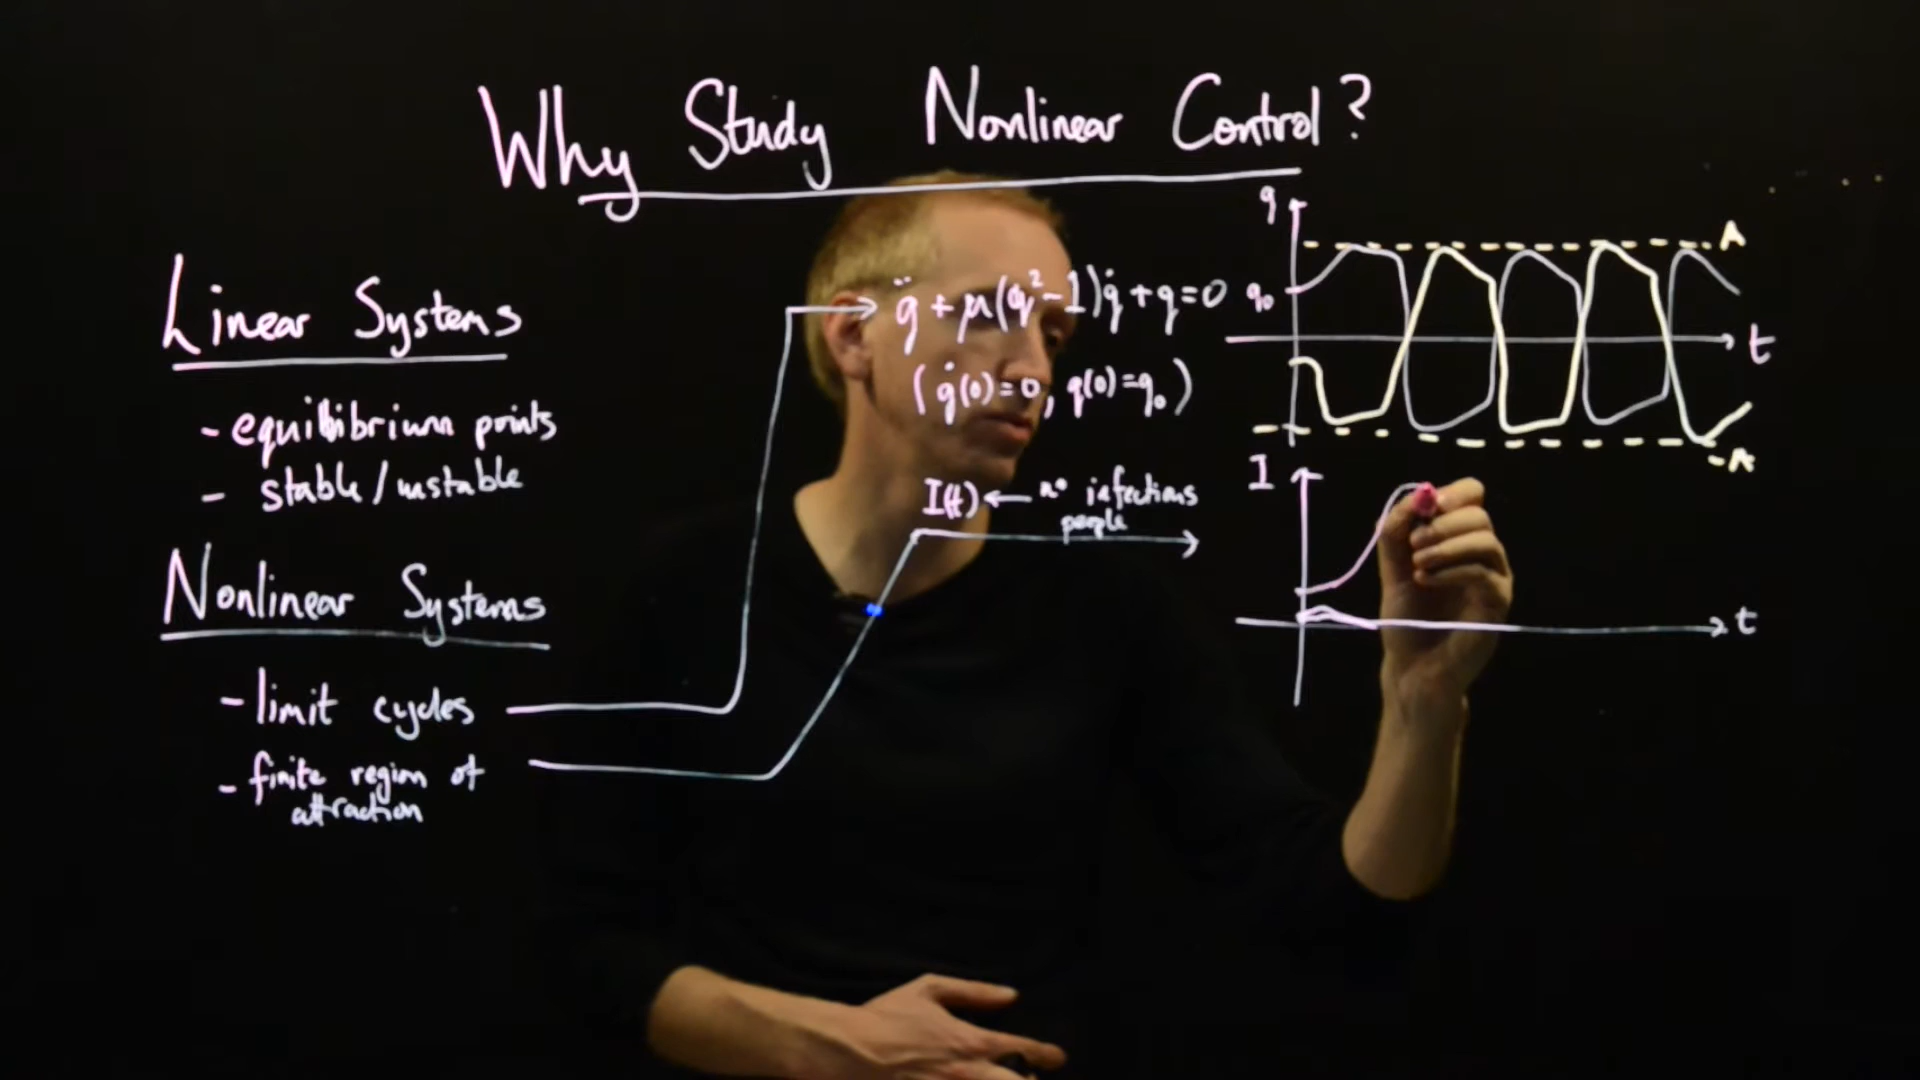 Why Study Nonlinear Control?
Linear Systems
- equilibrium points
- stable/unstable
Nonlinear Systems
- limit cycles
- finite region of
attraction
q̈ + μ(q²-1)q̇ + q = 0
(q̇(0)=0, q(0)=q₀)
I(t) ← nº infections
people
q
A
q₀
t
-A
I
t